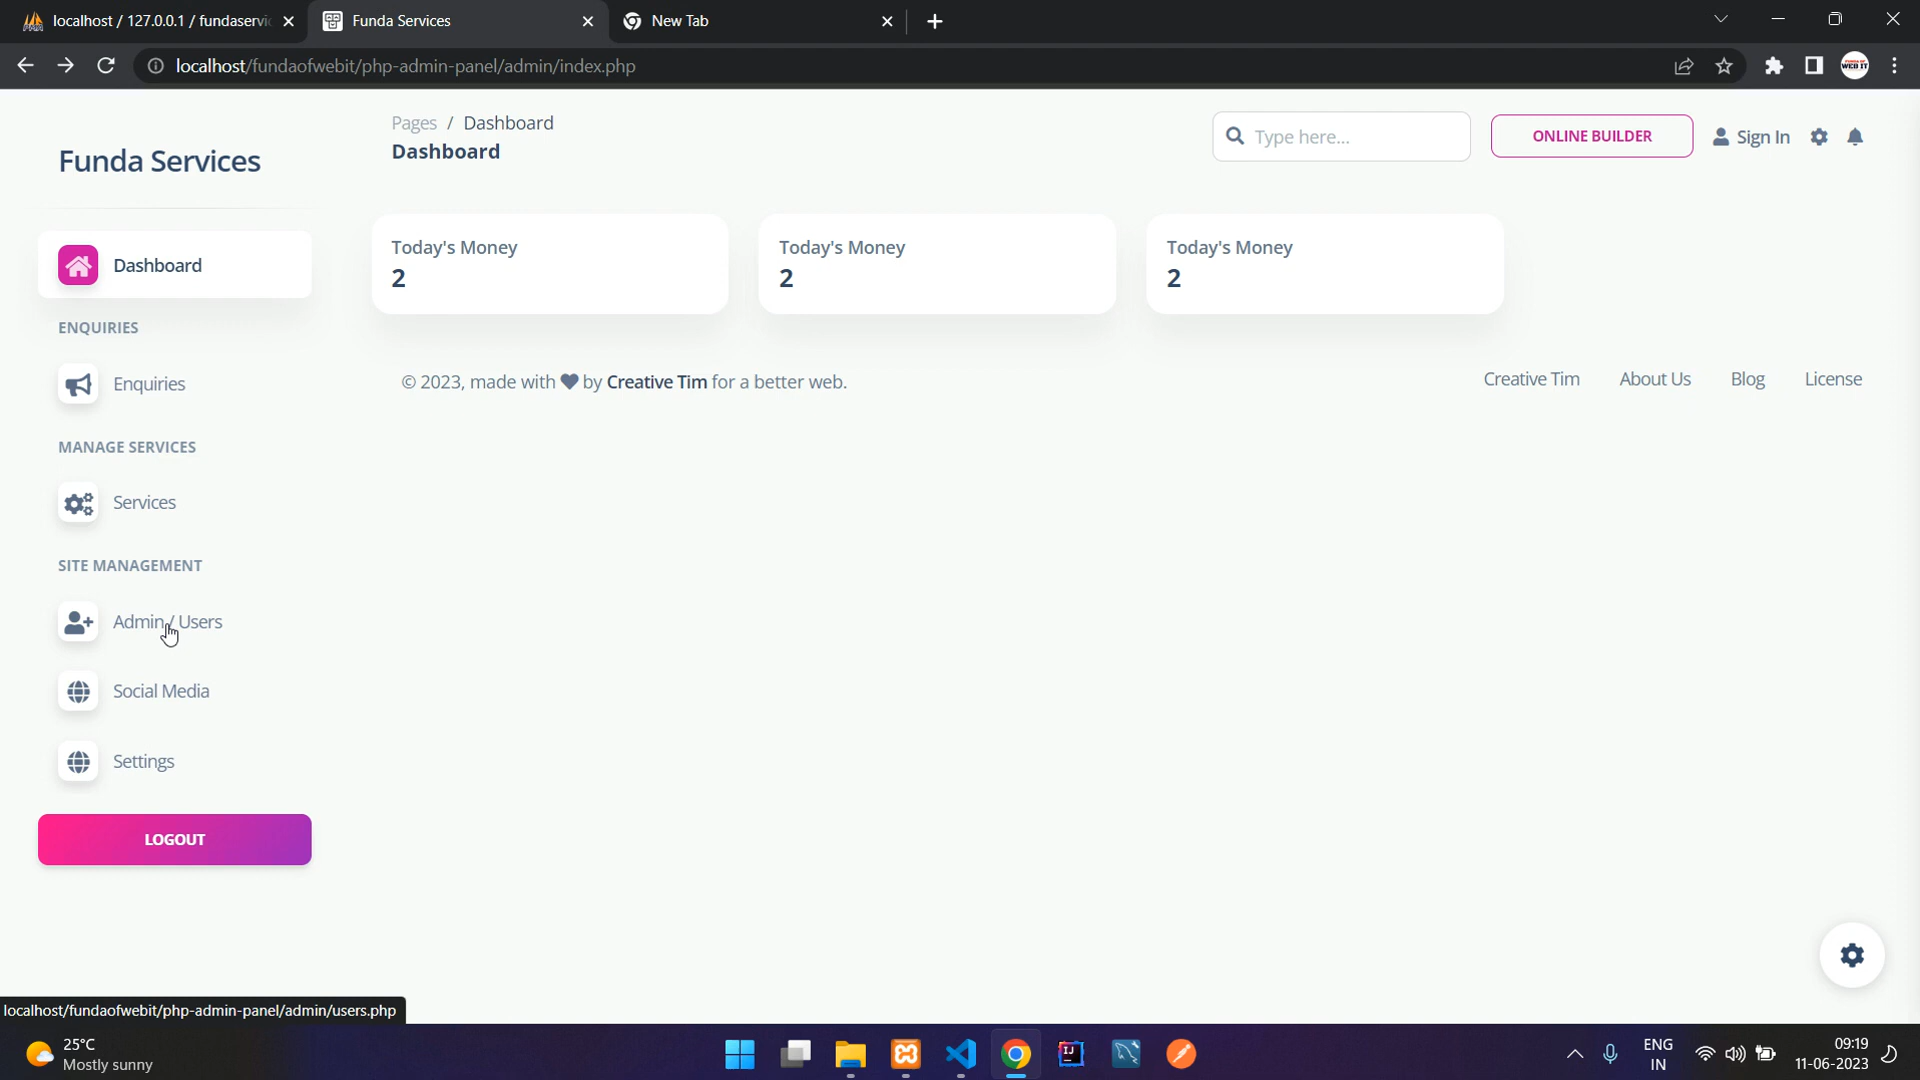 localhost / 127.0.0.1 / fundaservic
Funda Services
New Tab
localhost/fundaofwebit/php-admin-panel/admin/index.php
WEB IT
Funda Services
Pages / Dashboard
Dashboard
Type here...
ONLINE BUILDER
Sign In
Dashboard
Today's Money
2
Today's Money
2
Today's Money
2
ENQUIRIES
Enquiries
© 2023, made with by Creative Tim for a better web.
Creative Tim
About Us
Blog
License
MANAGE SERVICES
Services
SITE MANAGEMENT
Admin / Users
Social Media
Settings
LOGOUT
localhost/fundaofwebit/php-admin-panel/admin/users.php
25°C
Mostly sunny
IJ
ENG
IN
09:19
11-06-2023